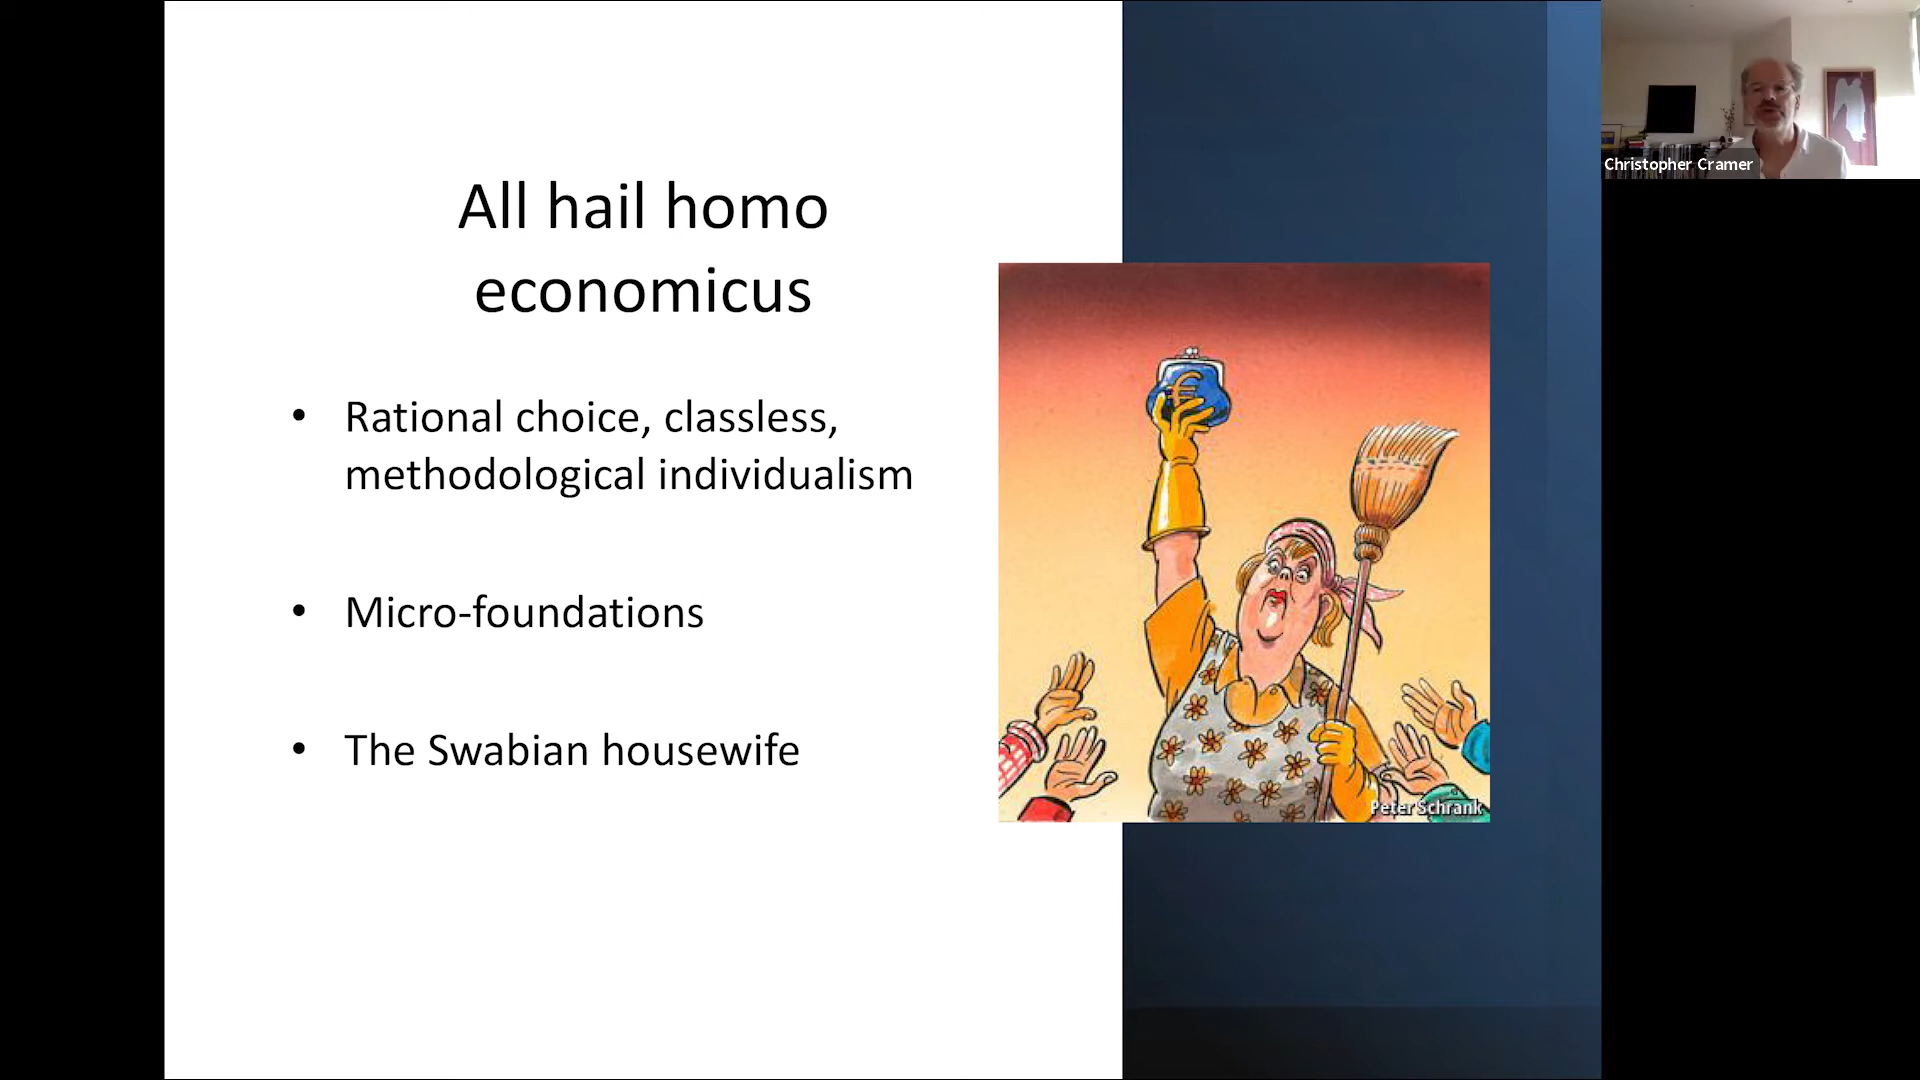 All hail homo
economicus
• Rational choice, classless,
methodological individualism
• Micro-foundations
• The Swabian housewife
€
Peter Schrank
Christopher Cramer